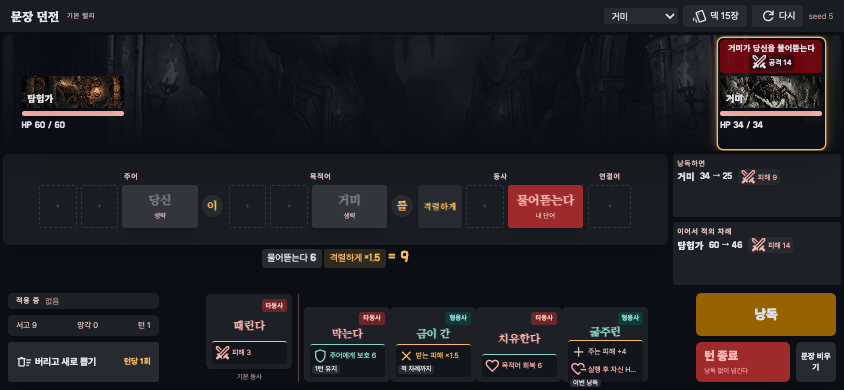 문장 던전 기본 컬러
거미 덱 15장 다시 seed 5
거미가 당신을 물어뜯는다
공격 14
탐험가
HP 60 / 60
거미
HP 34 / 34
주어 목적어 동사 연결어
당신
생략
이
거미
생략
를
격렬하게
물어뜯는다
내 단어
물어뜯는다 6 격렬하게 ×1.5 = 9
낭독하면
거미 34 → 25 피해 9
이어서 적의 차례
탐험가 60 → 46 피해 14
적용 중 없음
서고 9 망각 0 턴 1
버리고 새로 뽑기 턴당 1회
타동사
때린다
피해 3
기본 동사
타동사
막는다
주어에게 보호 6
1턴 유지
형용사
금이 간
받는 피해 ×1.5
적 차례까지
타동사
치유한다
목적어 회복 6
형용사
굶주린
주는 피해 +4
실행 후 자신 H...
이번 낭독
낭독
턴 종료
낭독 없이 넘긴다
문장 비우기